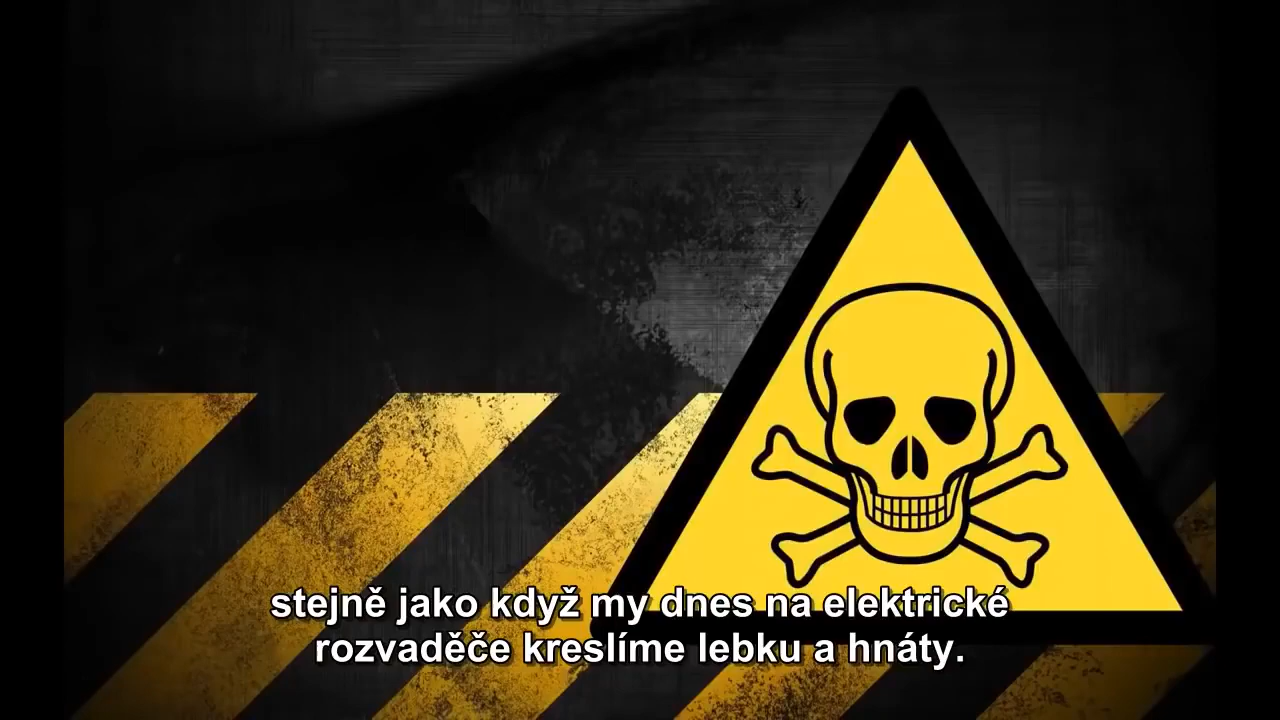 stejně jako když my dnes na elektrické
rozvaděče kreslíme lebku a hnáty.